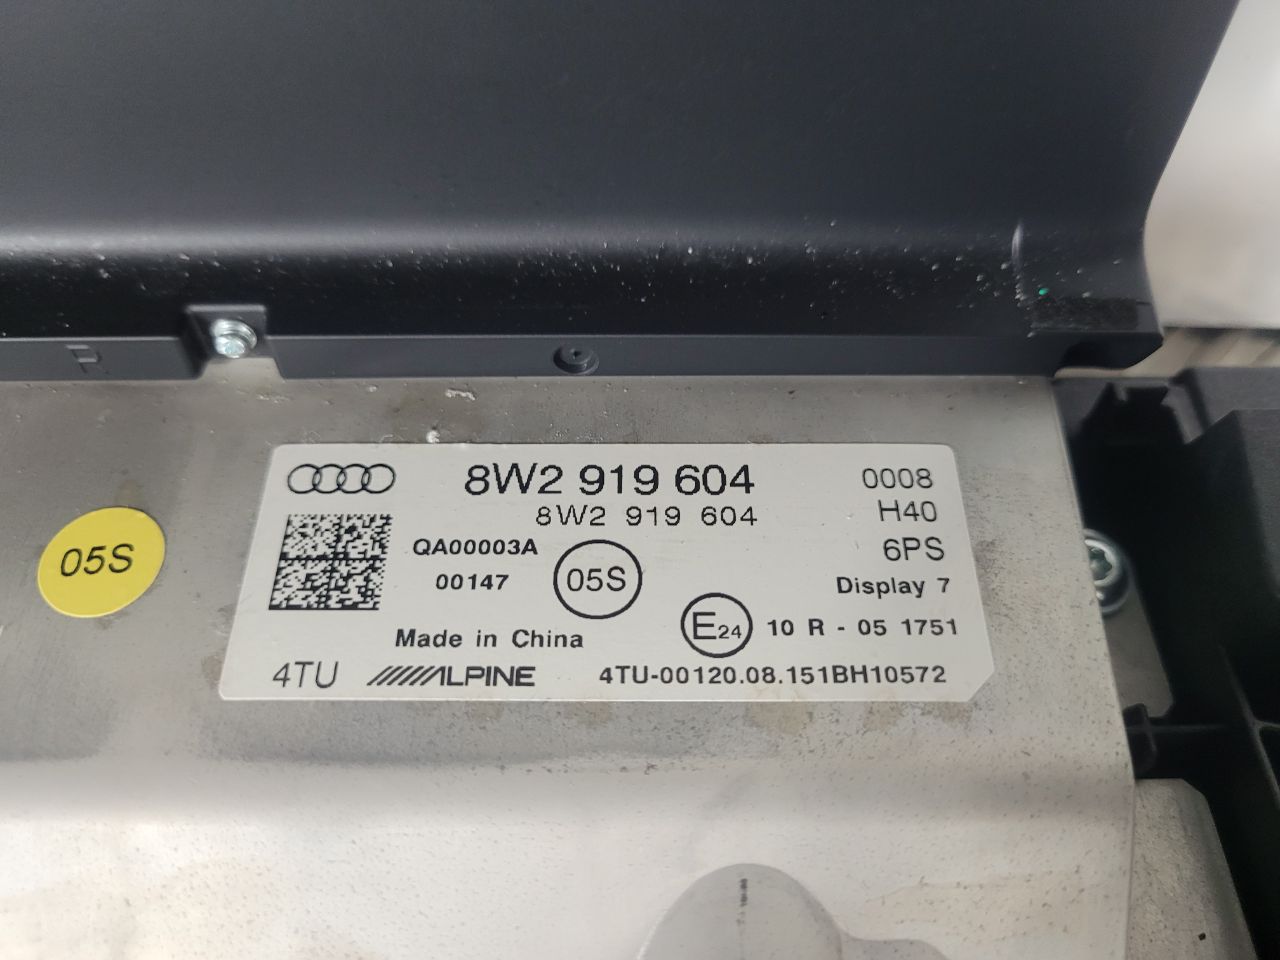 8W2 919 604
0008
8W2 919 604
H40
QA00003A
6PS
00147
05S
Display 7
05S
E24
10 R - 05 1751
Made in China
4TU
ALPINE
4TU-00120.08.151BH10572